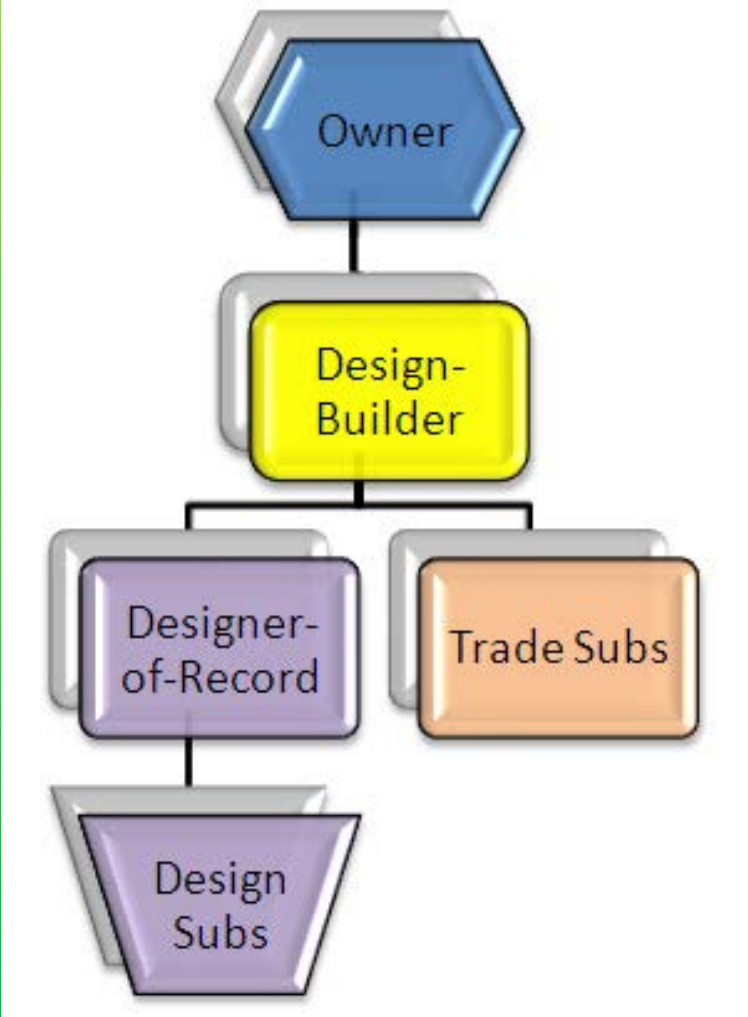 Owner
Design-
Builder
Designer-
of-Record
Trade Subs
Design
Subs